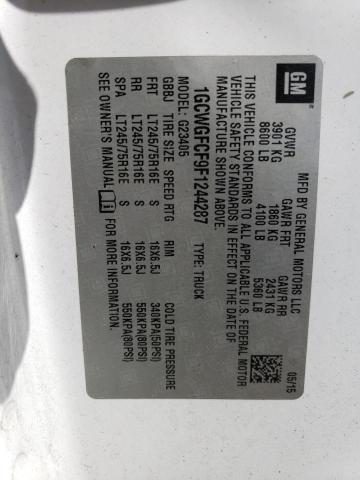 GM
MFD BY GENERAL MOTORS LLC
05/15
GVWR GAWR FRT GAWR RR
3901 KG 1860 KG 2431 KG
8600 LB 4100 LB 5360 LB
THIS VEHICLE CONFORMS TO ALL APPLICABLE U.S. FEDERAL MOTOR
VEHICLE SAFETY STANDARDS IN EFFECT ON THE DATE OF
MANUFACTURE SHOWN ABOVE.
1GCWGFCF9F1244287 TYPE: TRUCK
MODEL: G23405
GBBJ TIRE SIZE SPEED RTG RIM COLD TIRE PRESSURE
FRT LT245/75R16E S 16X6.5J 340KPA(50PSI)
RR LT245/75R16E S 16X6.5J 550KPA(80PSI)
SPA LT245/75R16E S 16X6.5J 550KPA(80PSI)
SEE OWNER'S MANUAL FOR MORE INFORMATION.